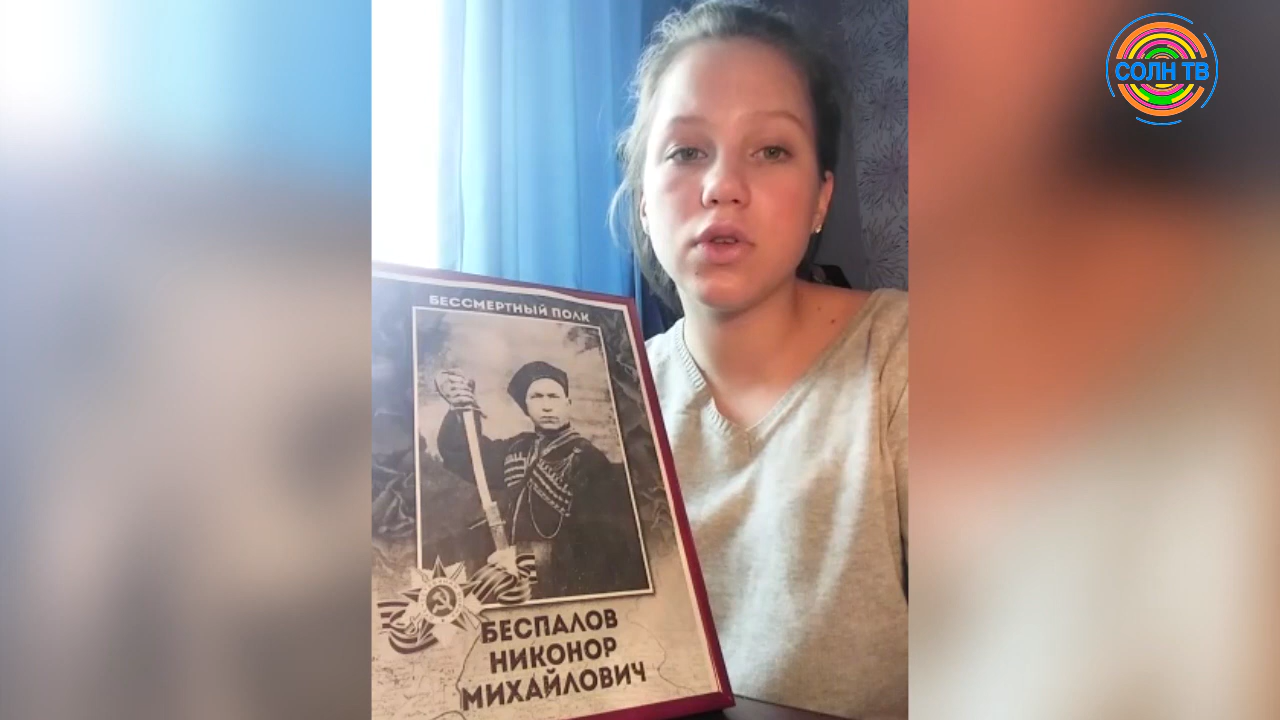 СОЛН ТВ
БЕССМЕРТНЫЙ ПОЛК
БЕСПАЛОВ
НИКОНОР
МИХАЙЛОВИЧ